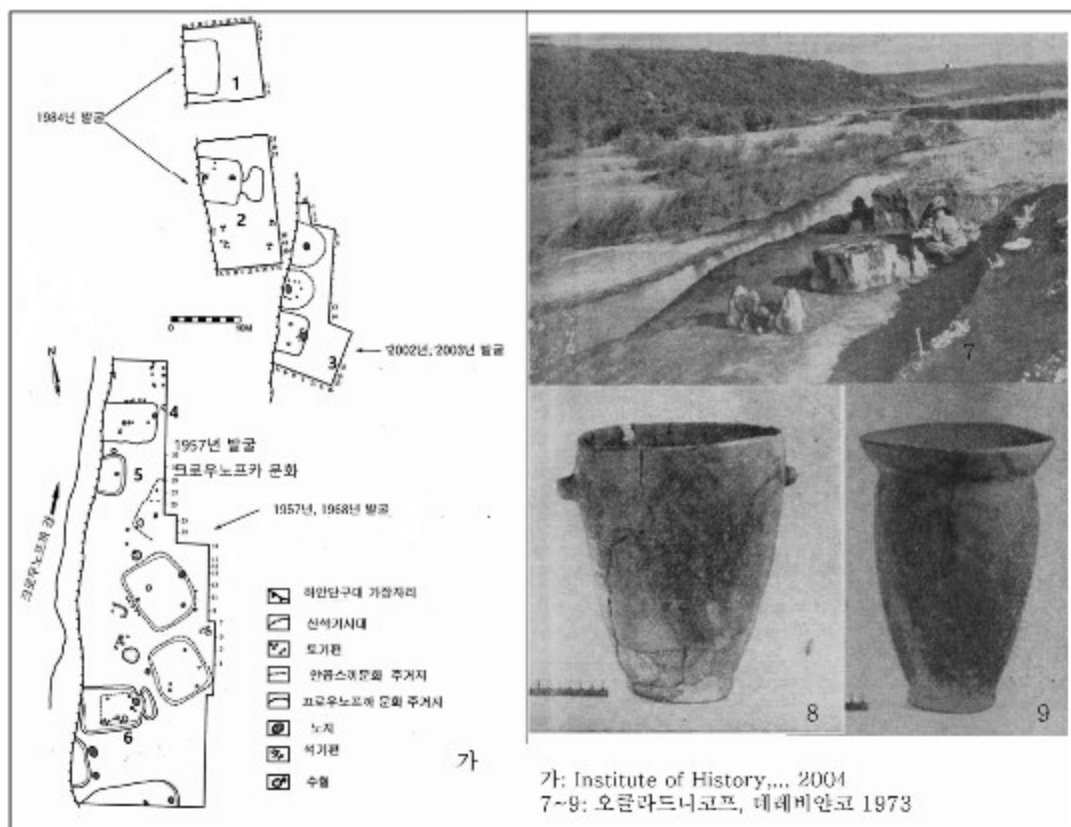 1
1984년 발굴
2
3
2002년, 2003년 발굴
0 10M
N
4
1957년 발굴
크로우노프카 문화
5
1957년, 1968년 발굴
크로우노프까 강
하안단구대 가장자리
신석기시대
토기편
얀콥스끼문화 주거지
끄로우노프까 문화 주거지
노지
석기편
수혈
6
가
7
8
9
가: Institute of History,... 2004
7~9: 오클라드니코프, 데레비얀코 1973